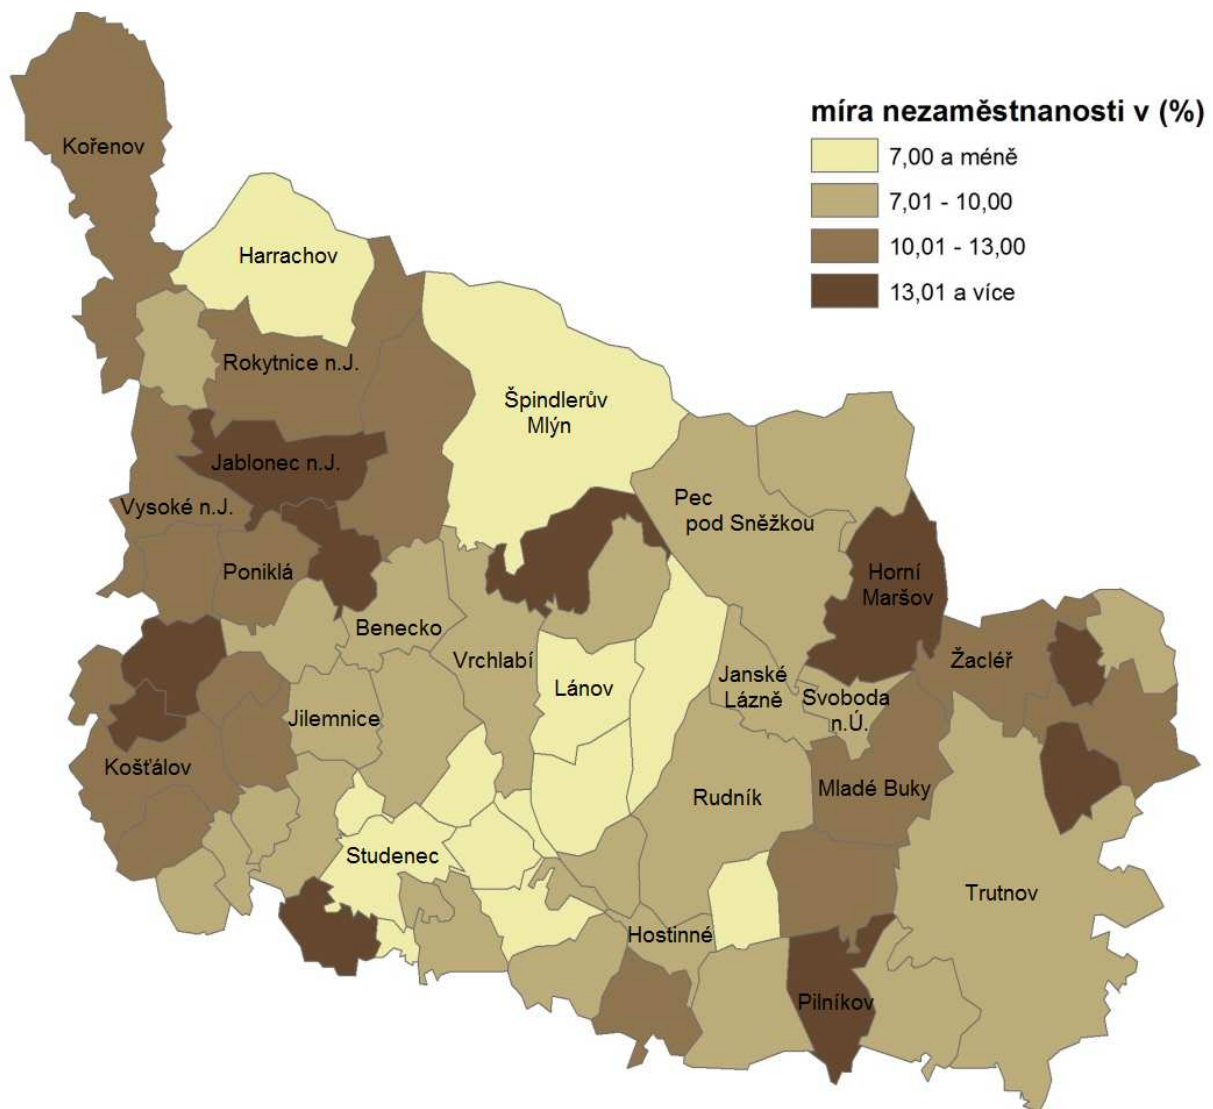 míra nezaměstnanosti v (%)
7,00 a méně
7,01 - 10,00
10,01 - 13,00
13,01 a více
Kořenov
Harrachov
Rokytnice n.J.
Špindlerův
Mlýn
Jablonec n.J.
Vysoké n.J.
Pec
pod Sněžkou
Poniklá
Horní
Maršov
Benecko
Vrchlabí
Žacléř
Lánov
Janské
Lázně
Svoboda
n.Ú.
Jilemnice
Košťálov
Rudník
Mladé Buky
Studenec
Trutnov
Hostinné
Pilníkov